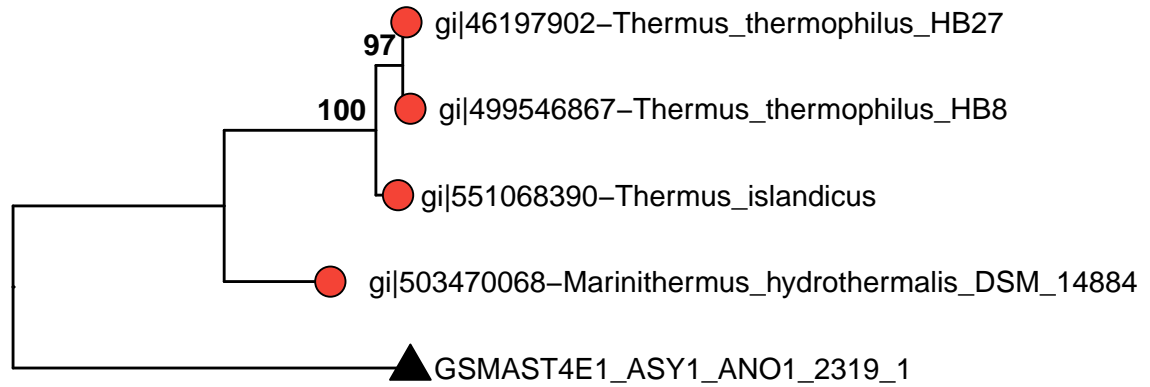 gi|46197902–Thermus_thermophilus_HB27
97
gi|499546867–Thermus_thermophilus_HB8
100
gi|551068390–Thermus_islandicus
gi|503470068–Marinithermus_hydrothermalis_DSM_14884
GSMAST4E1_ASY1_ANO1_2319_1